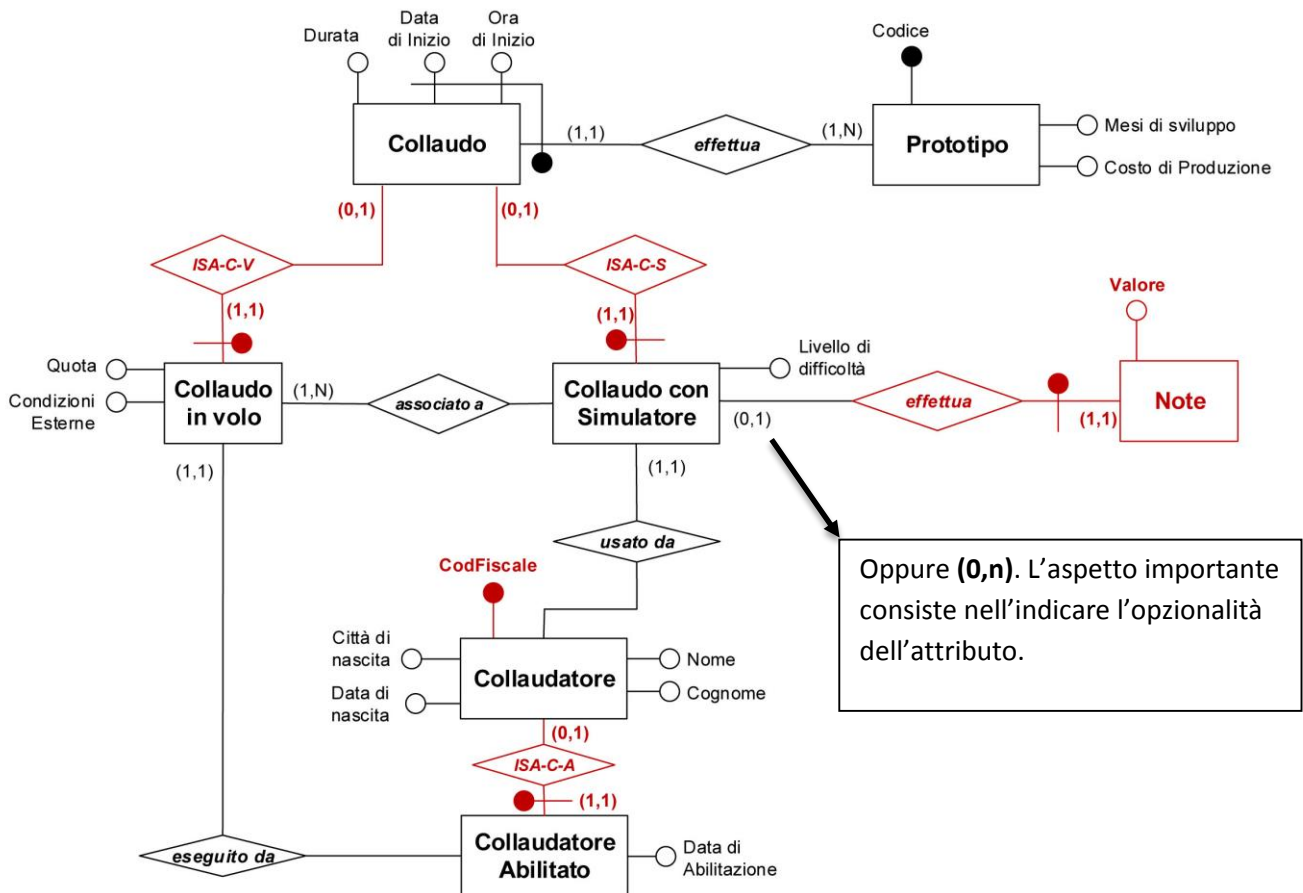 Durata
Data
di Inizio
Ora
di Inizio
Codice
Collaudo
(1,1)
effettua
(1,N)
Prototipo
Mesi di sviluppo
Costo di Produzione
(0,1)
(0,1)
ISA-C-V
ISA-C-S
(1,1)
(1,1)
Valore
Quota
Condizioni
Esterne
Collaudo
in volo
(1,N)
associato a
Collaudo con
Simulatore
Livello di
difficoltà
(0,1)
effettua
(1,1)
Note
(1,1)
(1,1)
usato da
Oppure (0,n). L'aspetto importante
consiste nell'indicare l'opzionalità
dell'attributo.
CodFiscale
Città di
nascita
Data di
nascita
Collaudatore
Nome
Cognome
(0,1)
ISA-C-A
(1,1)
eseguito da
Collaudatore
Abilitato
Data di
Abilitazione